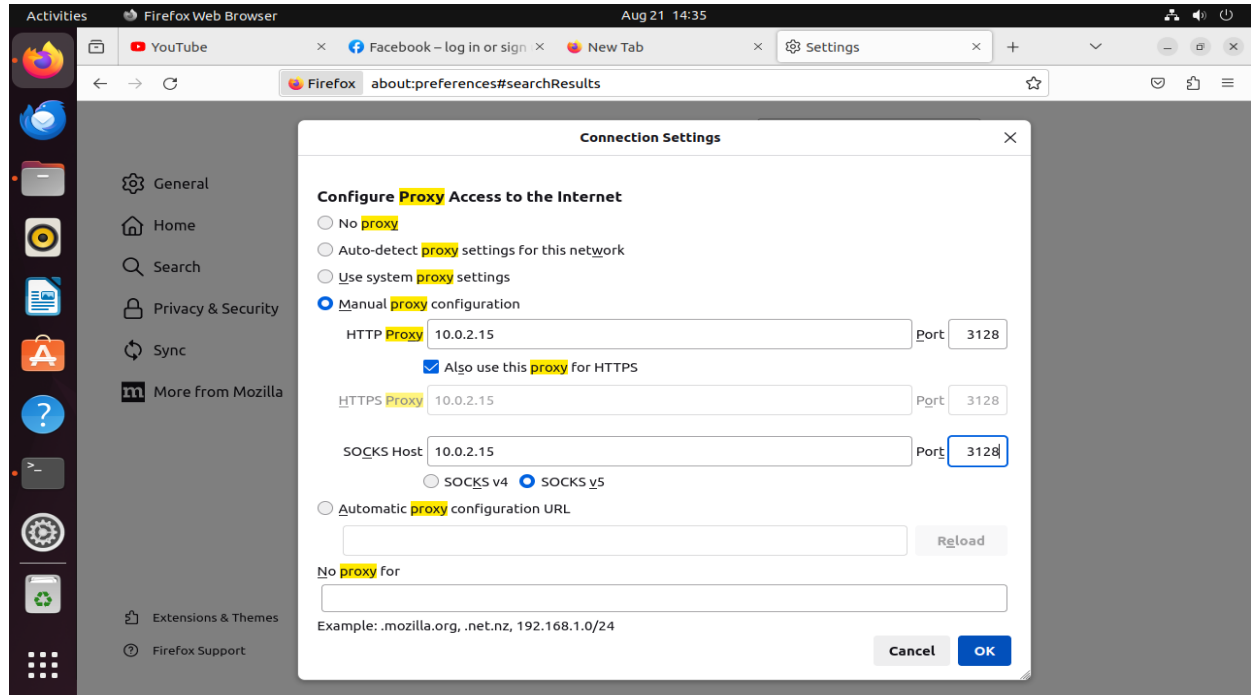 Activities Firefox Web Browser Aug 21 14:35
YouTube Facebook – log in or sign New Tab Settings
Firefox about:preferences#searchResults
Connection Settings
General
Home
Search
Privacy & Security
Sync
More from Mozilla
Extensions & Themes
Firefox Support
Configure Proxy Access to the Internet
No proxy
Auto-detect proxy settings for this network
Use system proxy settings
Manual proxy configuration
HTTP Proxy 10.0.2.15 Port 3128
Also use this proxy for HTTPS
HTTPS Proxy 10.0.2.15 Port 3128
SOCKS Host 10.0.2.15 Port 3128
SOCKS v4 SOCKS v5
Automatic proxy configuration URL
Reload
No proxy for
Example: .mozilla.org, .net.nz, 192.168.1.0/24
Cancel OK